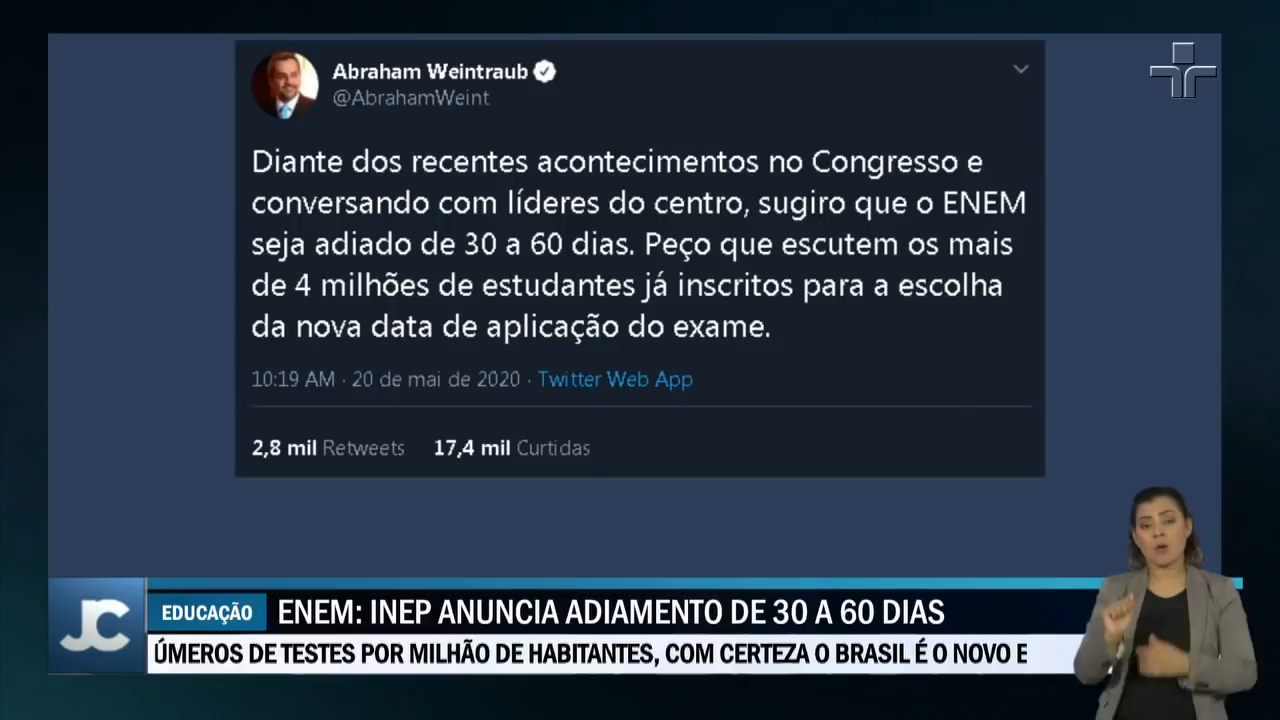 Abraham Weintraub
@AbrahamWeint
Diante dos recentes acontecimentos no Congresso e
conversando com líderes do centro, sugiro que o ENEM
seja adiado de 30 a 60 dias. Peço que escutem os mais
de 4 milhões de estudantes já inscritos para a escolha
da nova data de aplicação do exame.
10:19 AM · 20 de mai de 2020 · Twitter Web App
2,8 mil Retweets 17,4 mil Curtidas
JC
EDUCAÇÃO ENEM: INEP ANUNCIA ADIAMENTO DE 30 A 60 DIAS
ÚMEROS DE TESTES POR MILHÃO DE HABITANTES, COM CERTEZA O BRASIL É O NOVO E